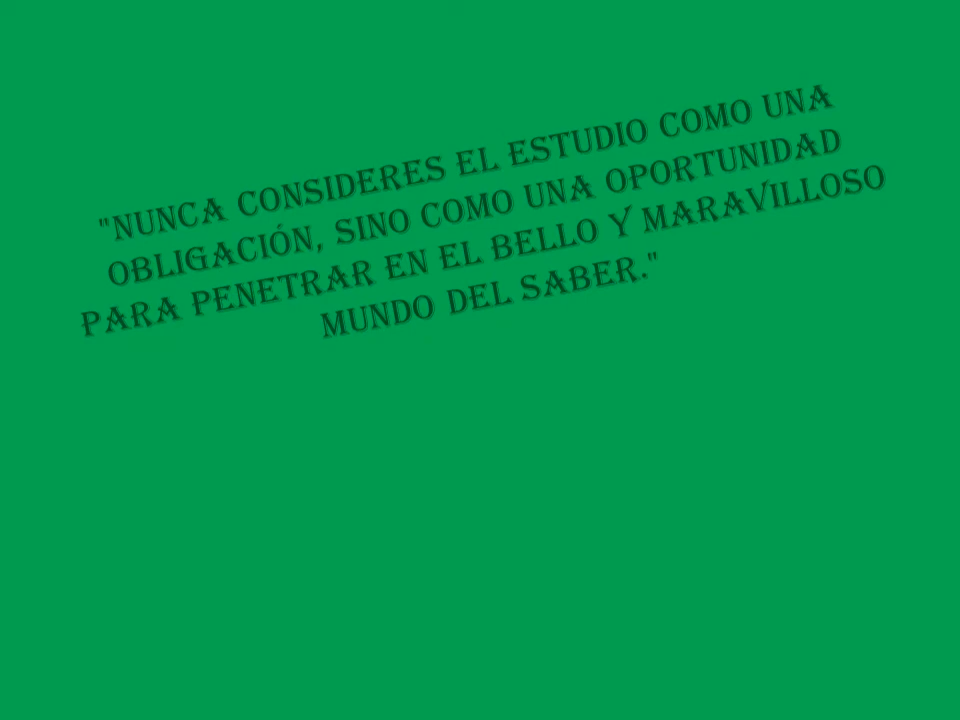 "NUNCA CONSIDERES EL ESTUDIO COMO UNA
OBLIGACIÓN, SINO COMO UNA OPORTUNIDAD
PARA PENETRAR EN EL BELLO Y MARAVILLOSO
MUNDO DEL SABER."